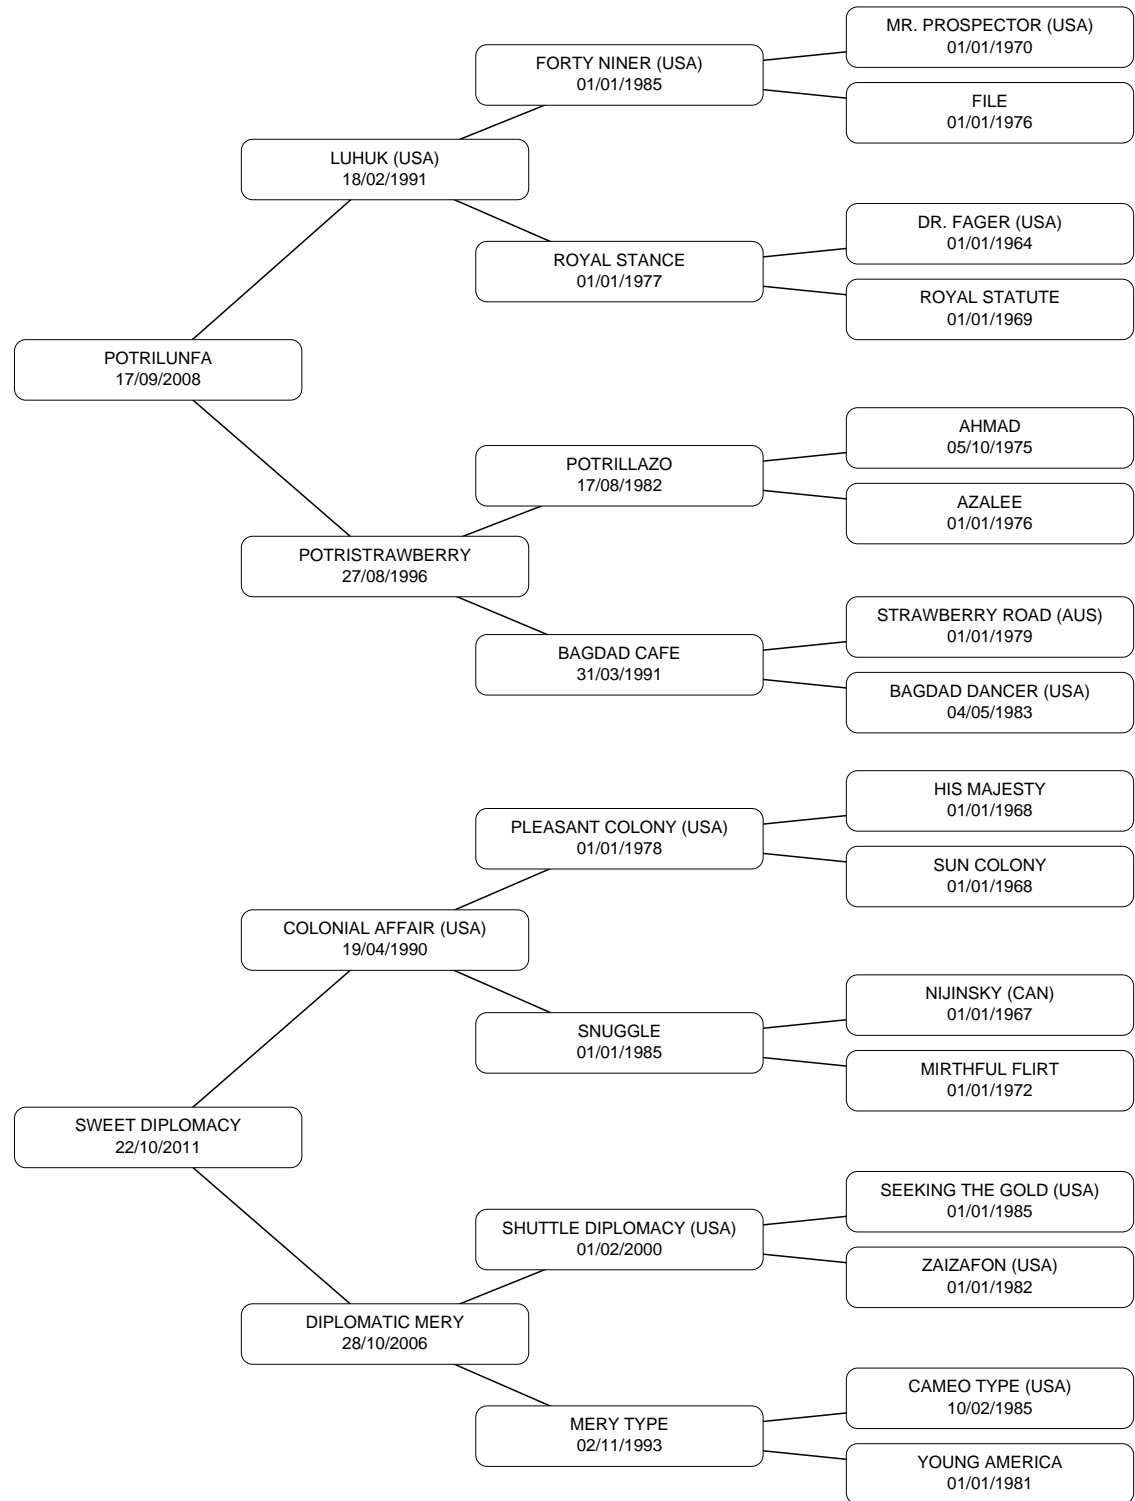 MR. PROSPECTOR (USA)
01/01/1970
FORTY NINER (USA)
01/01/1985
FILE
01/01/1976
LUHUK (USA)
18/02/1991
DR. FAGER (USA)
01/01/1964
ROYAL STANCE
01/01/1977
ROYAL STATUTE
01/01/1969
POTRILUNFA
17/09/2008
AHMAD
05/10/1975
POTRILLAZO
17/08/1982
AZALEE
01/01/1976
POTRISTRAWBERRY
27/08/1996
STRAWBERRY ROAD (AUS)
01/01/1979
BAGDAD CAFE
31/03/1991
BAGDAD DANCER (USA)
04/05/1983
HIS MAJESTY
01/01/1968
PLEASANT COLONY (USA)
01/01/1978
SUN COLONY
01/01/1968
COLONIAL AFFAIR (USA)
19/04/1990
NIJINSKY (CAN)
01/01/1967
SNUGGLE
01/01/1985
MIRTHFUL FLIRT
01/01/1972
SWEET DIPLOMACY
22/10/2011
SEEKING THE GOLD (USA)
01/01/1985
SHUTTLE DIPLOMACY (USA)
01/02/2000
ZAIZAFON (USA)
01/01/1982
DIPLOMATIC MERY
28/10/2006
CAMEO TYPE (USA)
10/02/1985
MERY TYPE
02/11/1993
YOUNG AMERICA
01/01/1981